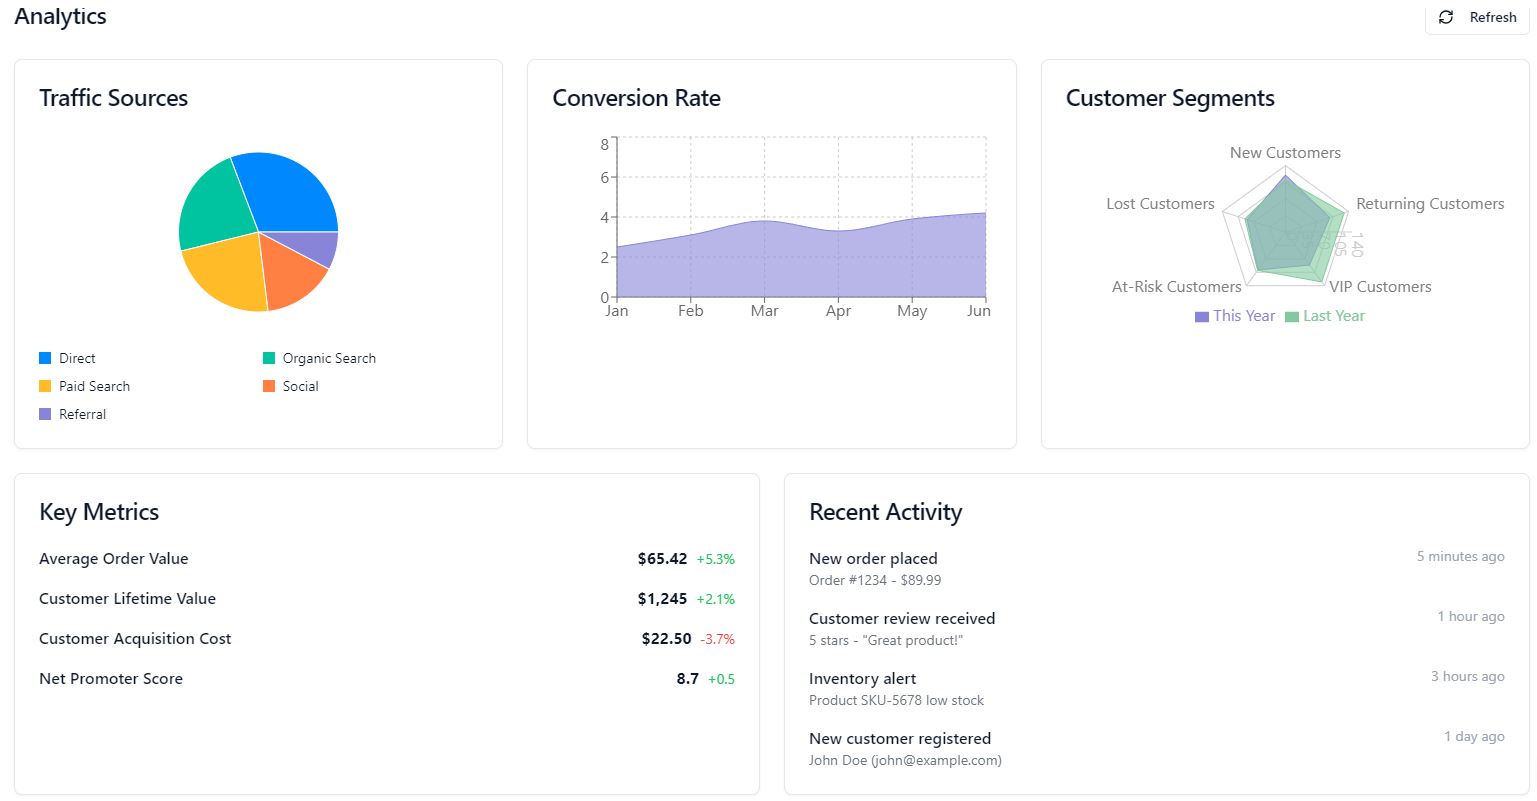 Analytics
Refresh
Traffic Sources
Direct
Organic Search
Paid Search
Social
Referral
Conversion Rate
8
6
4
2
0
Jan Feb Mar Apr May Jun
Customer Segments
New Customers
Lost Customers
Returning Customers
105
140
At-Risk Customers
VIP Customers
This Year Last Year
Key Metrics
Average Order Value $65.42 +5.3%
Customer Lifetime Value $1,245 +2.1%
Customer Acquisition Cost $22.50 -3.7%
Net Promoter Score 8.7 +0.5
Recent Activity
New order placed 5 minutes ago
Order #1234 - $89.99
Customer review received 1 hour ago
5 stars - "Great product!"
Inventory alert 3 hours ago
Product SKU-5678 low stock
New customer registered 1 day ago
John Doe (john@example.com)